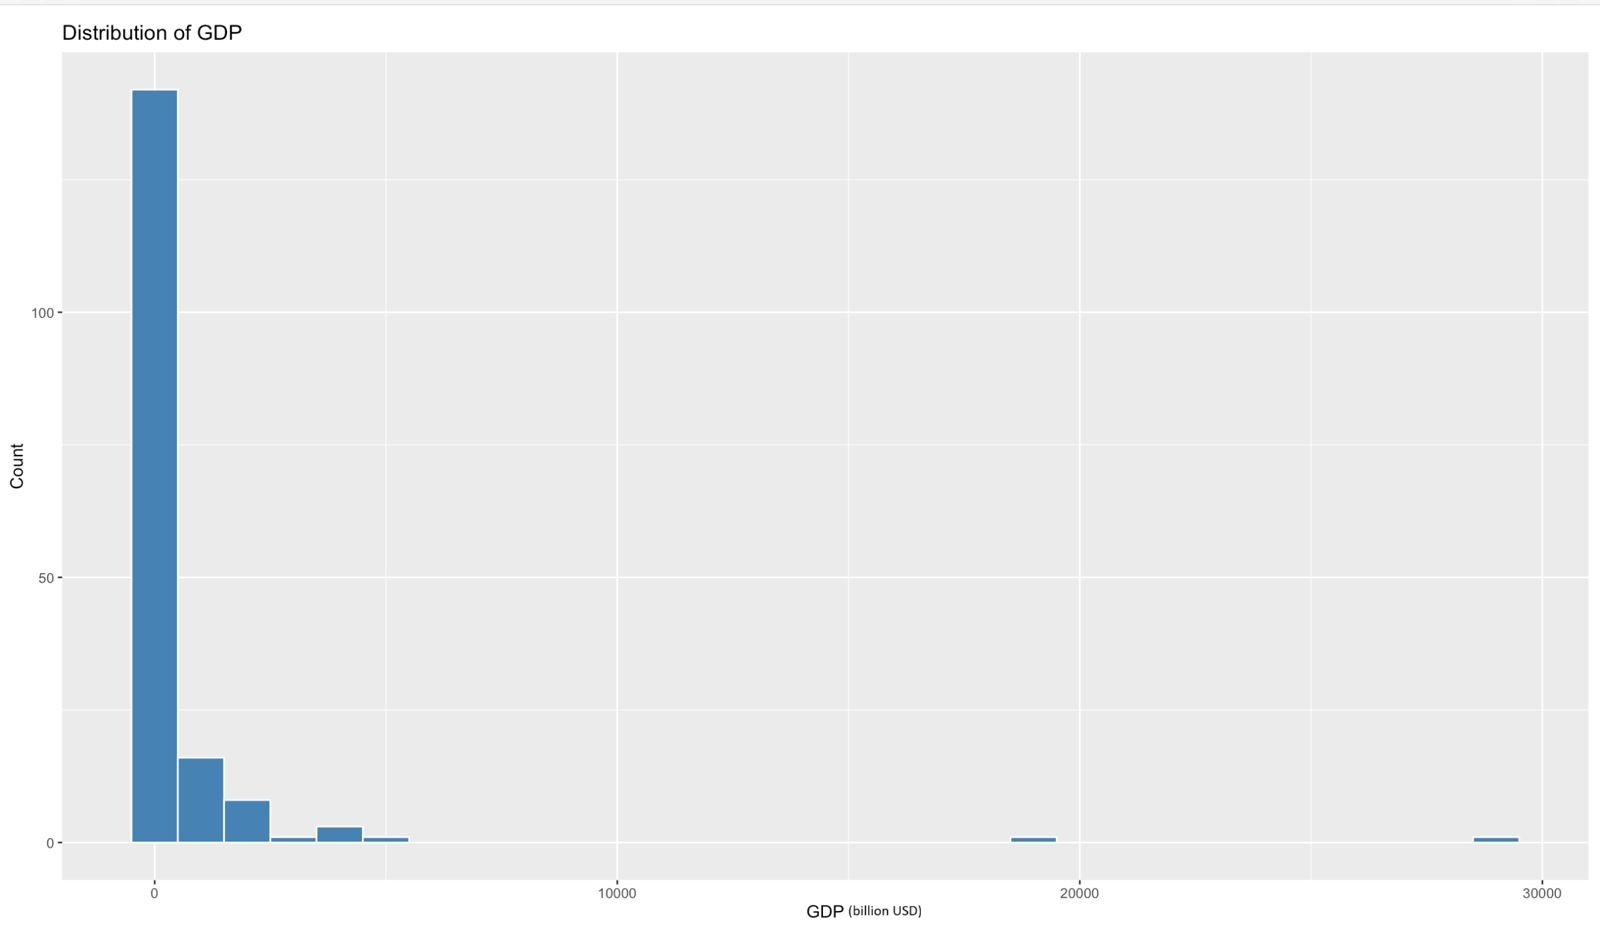 Distribution of GDP
100
50
0
Count
0 10000 20000 30000
GDP (billion USD)